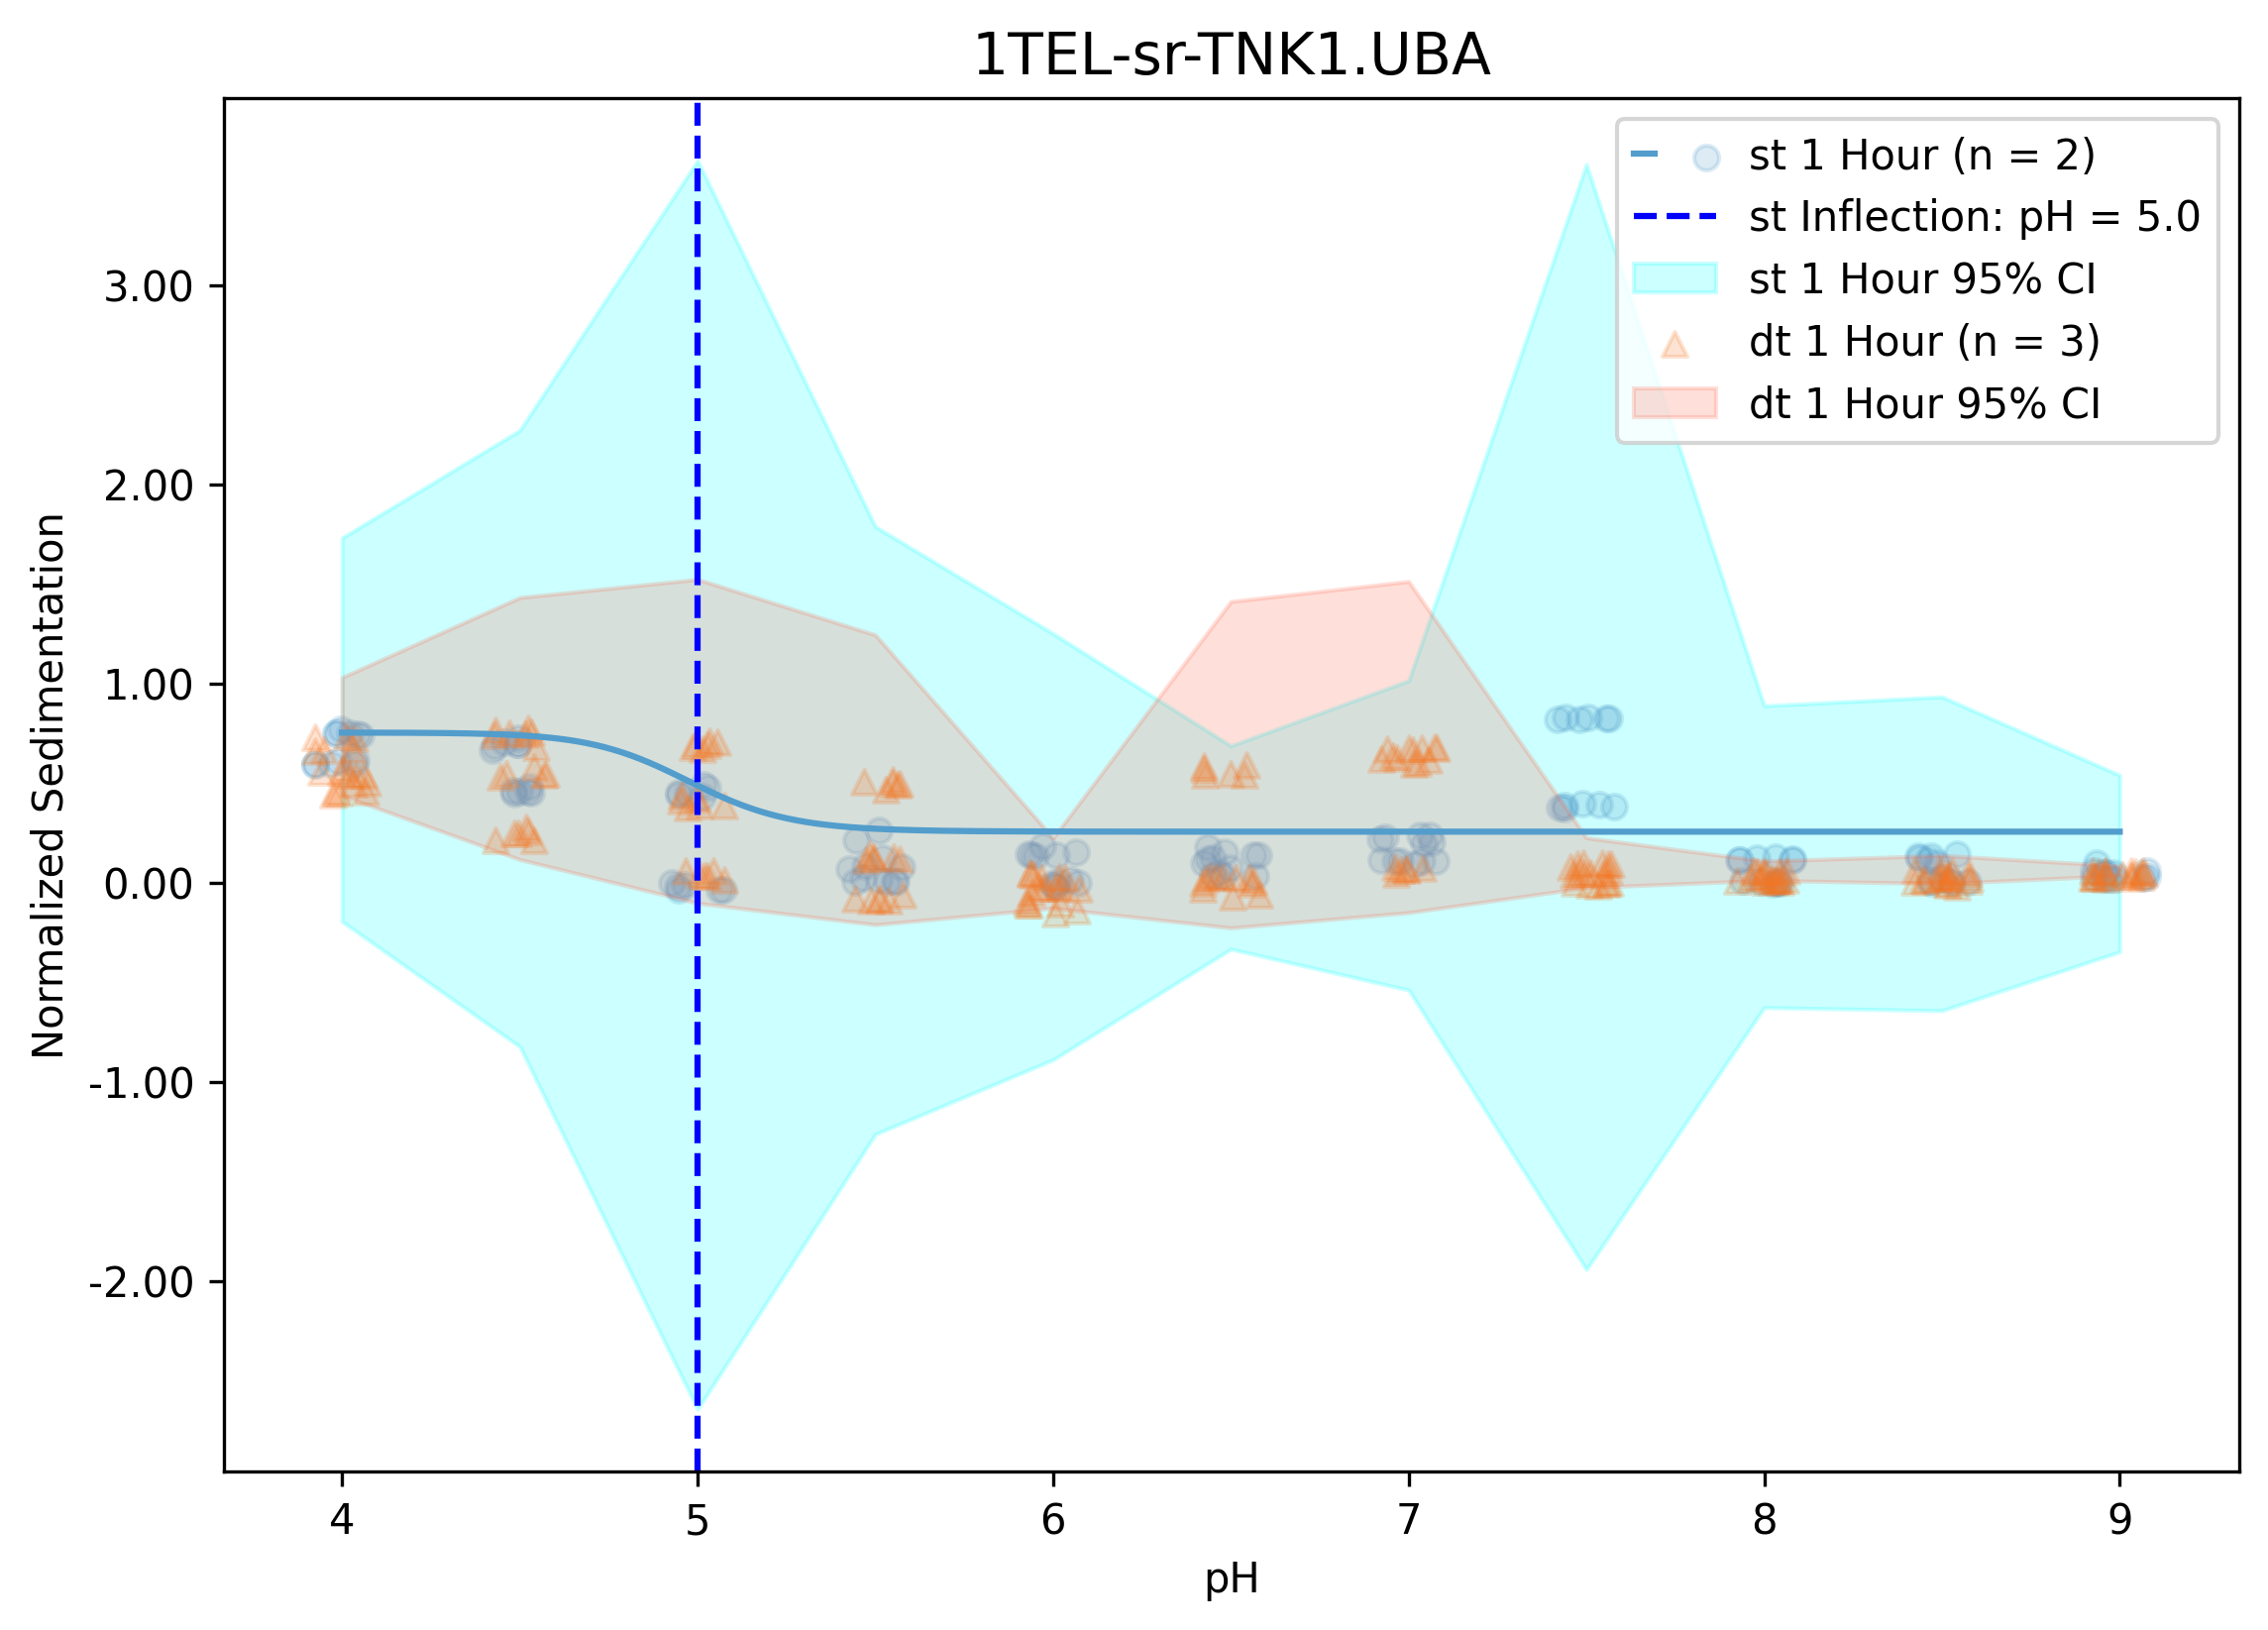 1TEL-sr-TNK1.UBA
st 1 Hour (n = 2)
st Inflection: pH = 5.0
st 1 Hour 95% CI
dt 1 Hour (n = 3)
dt 1 Hour 95% CI
Normalized Sedimentation
3.00
2.00
1.00
0.00
-1.00
-2.00
4 5 6 7 8 9
pH